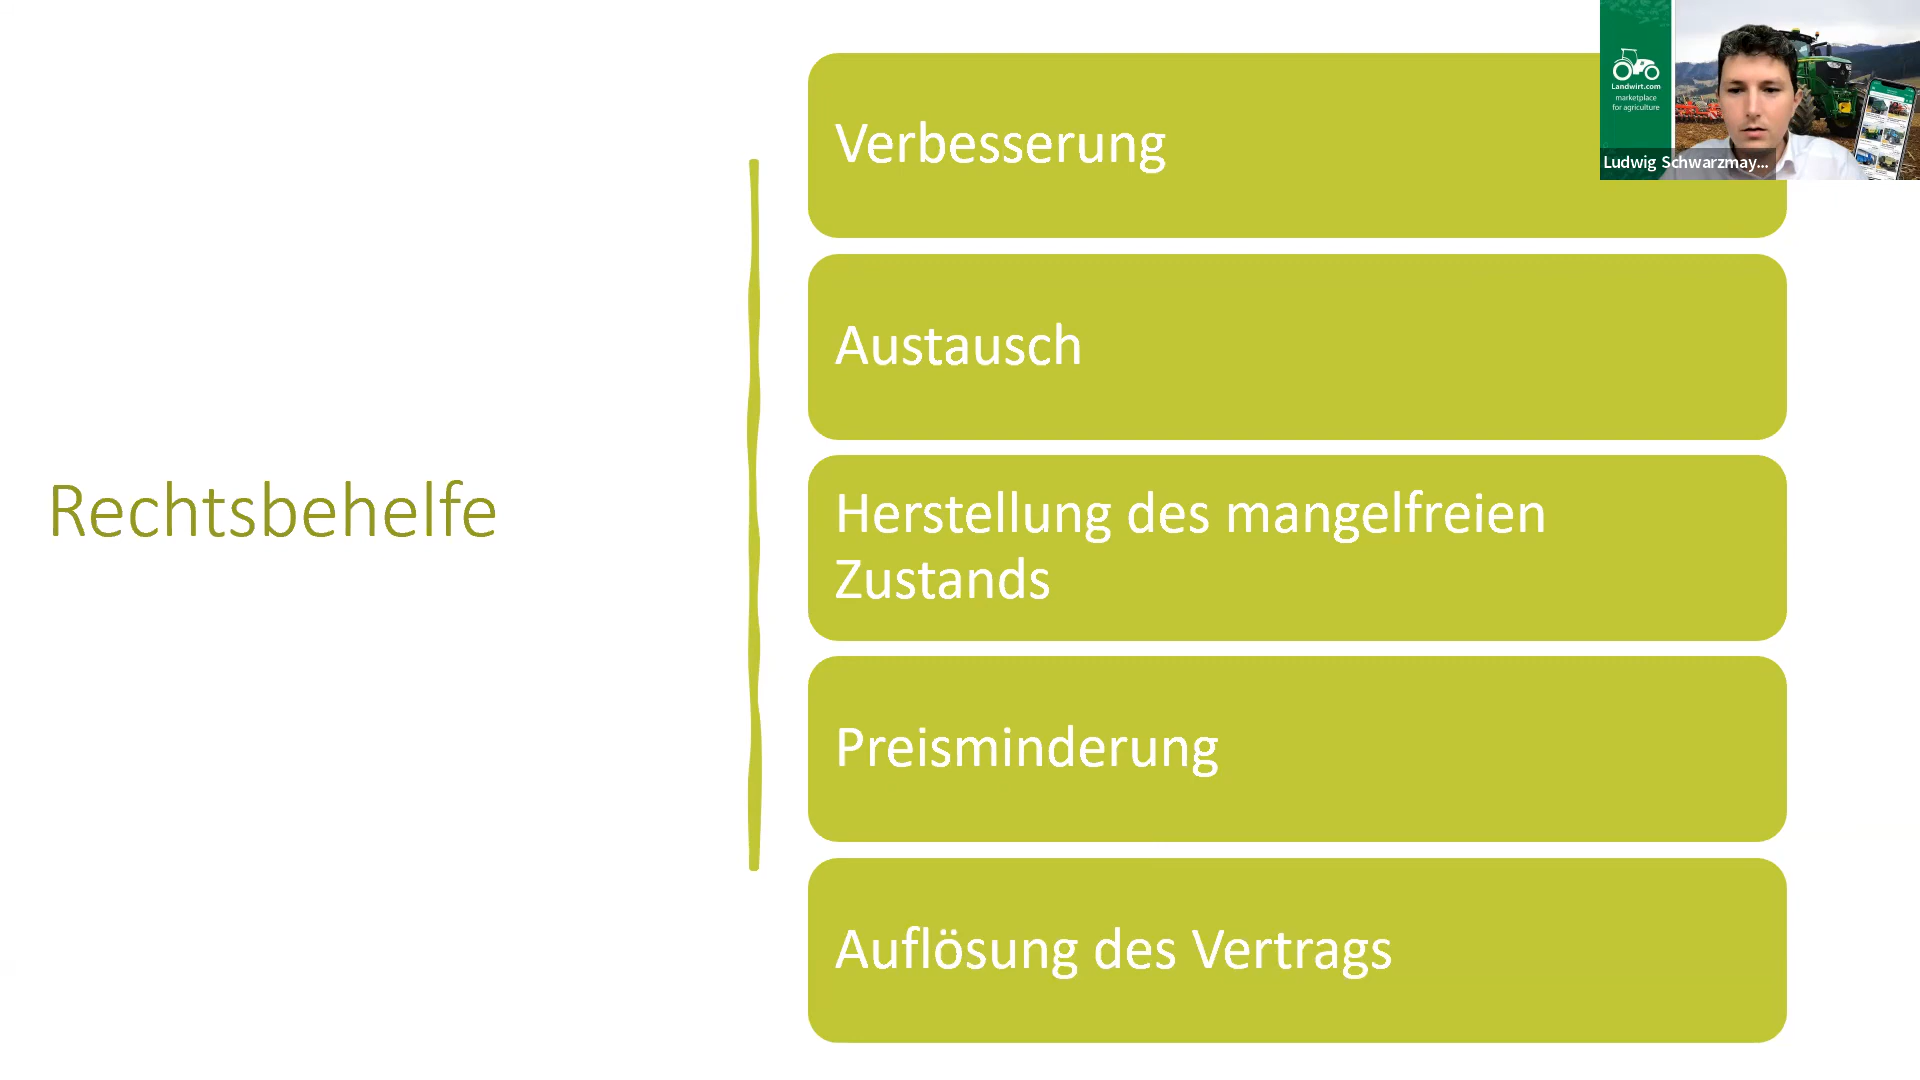 Rechtsbehelfe
Verbesserung
Austausch
Herstellung des mangelfreien
Zustands
Preisminderung
Auflösung des Vertrags
Landwirt.com
marketplace
for agriculture
Ludwig Schwarzmay...